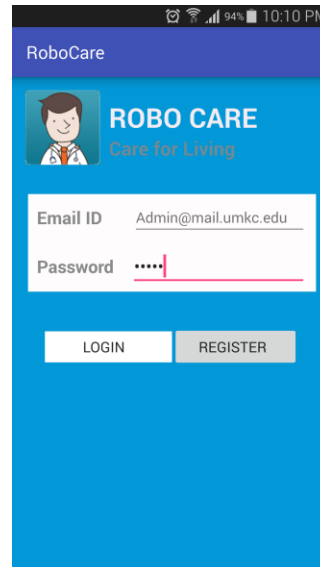 94% 10:10 PM
RoboCare
ROBO CARE
Care for Living
Email ID Admin@mail.umkc.edu
Password •••••
LOGIN REGISTER